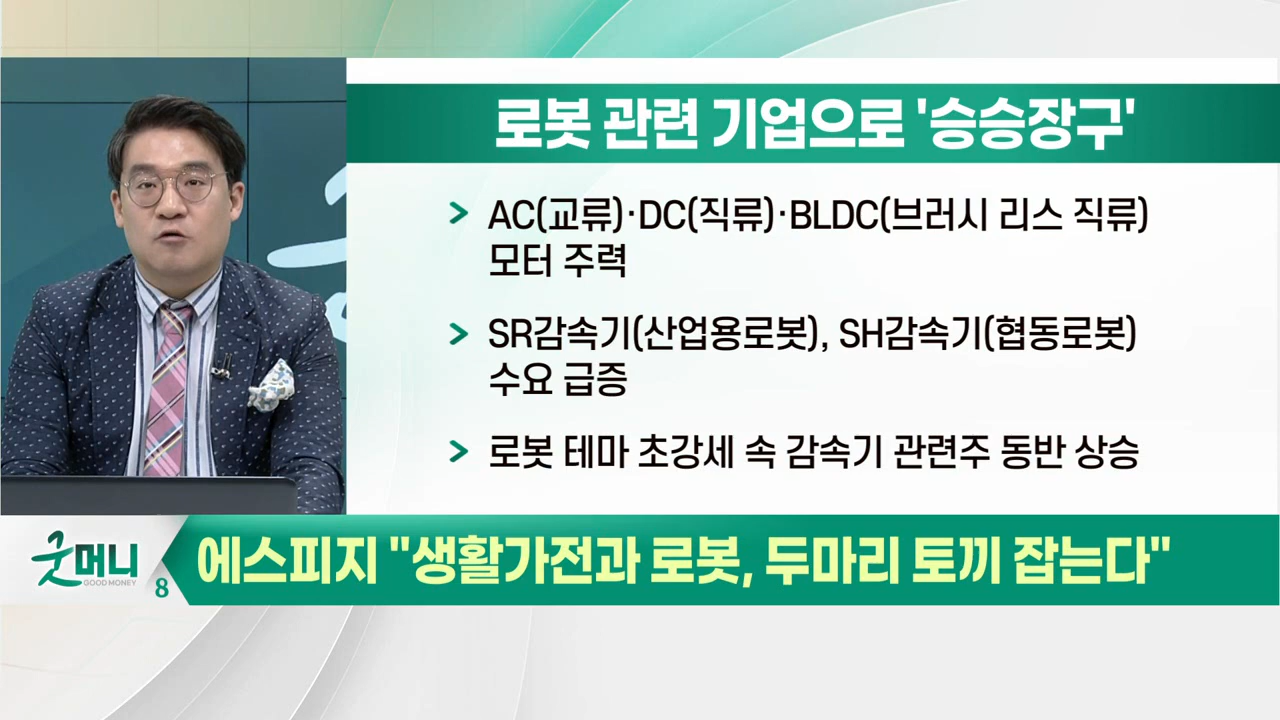 로봇 관련 기업으로 '승승장구'
> AC(교류)·DC(직류)·BLDC(브러시 리스 직류)
모터 주력
> SR감속기(산업용로봇), SH감속기(협동로봇)
수요 급증
> 로봇 테마 초강세 속 감속기 관련주 동반 상승
굿머니
GOOD MONEY
8
에스피지 "생활가전과 로봇, 두마리 토끼 잡는다"